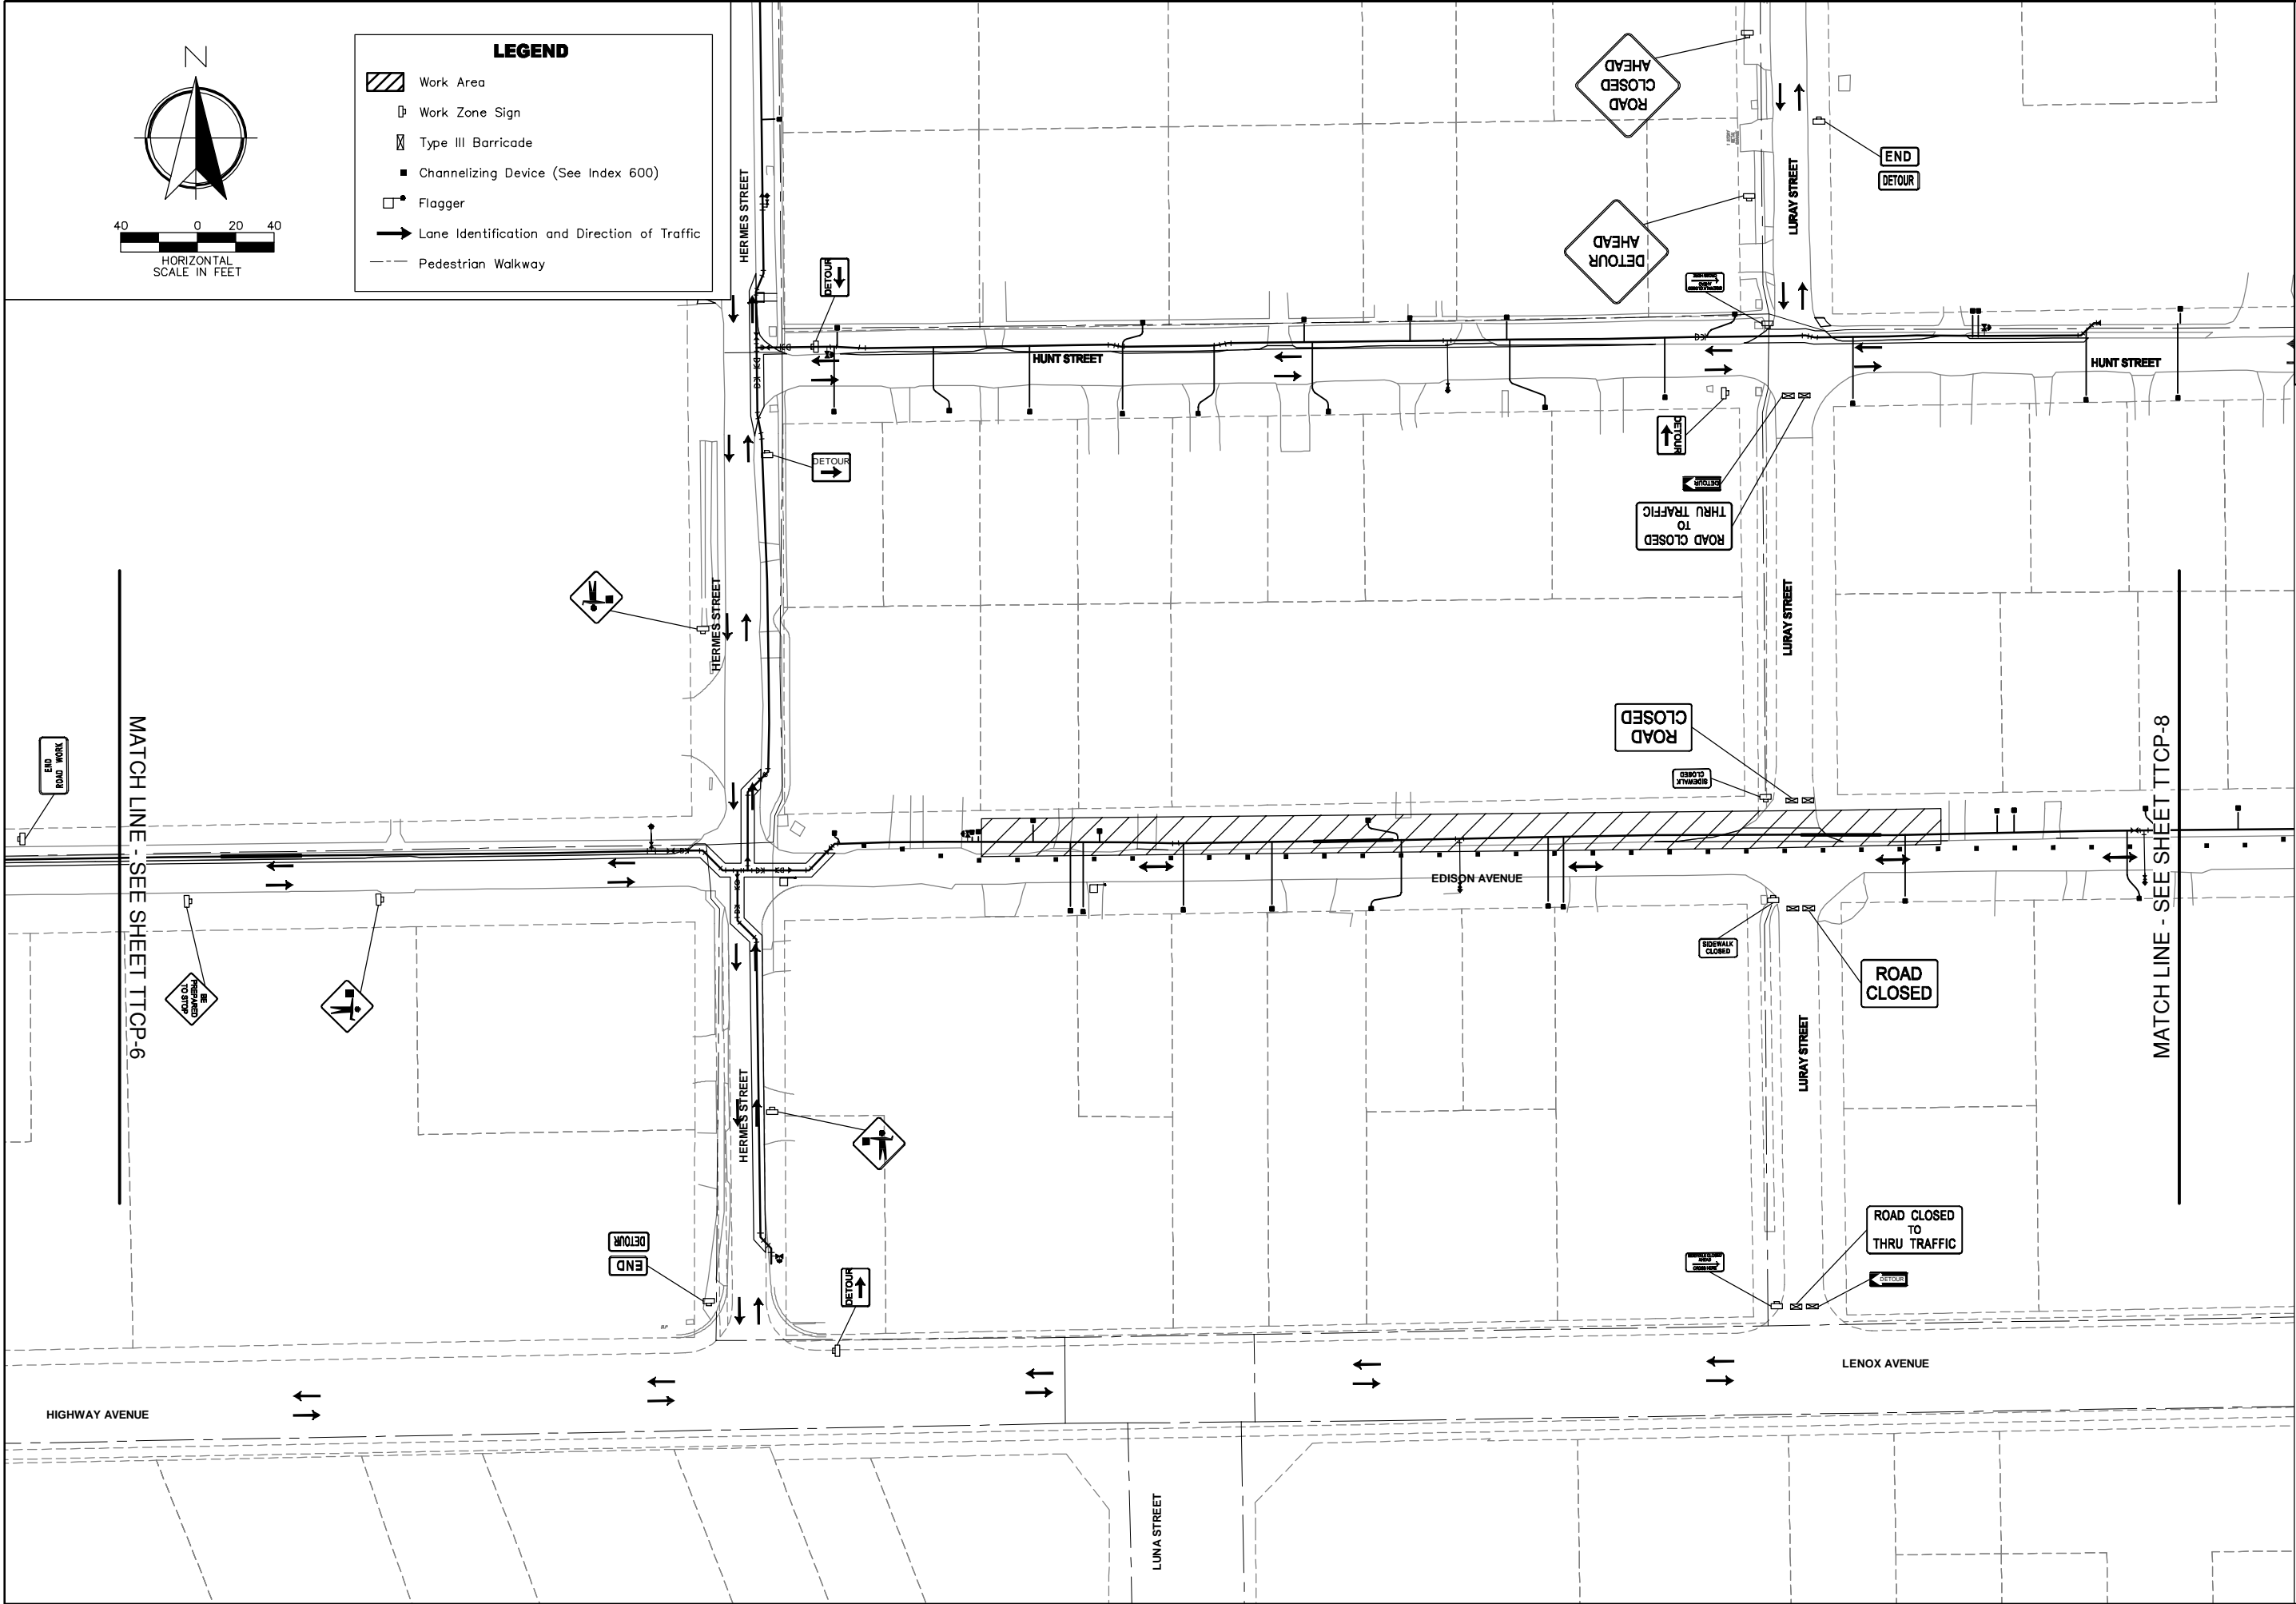 N
40 0 20 40
HORIZONTAL
SCALE IN FEET
LEGEND
Work Area
Work Zone Sign
Type III Barricade
Channelizing Device (See Index 600)
Flagger
Lane Identification and Direction of Traffic
Pedestrian Walkway
HERMES STREET
ROAD
CLOSED
AHEAD
DETOUR
AHEAD
LURAY STREET
END
DETOUR
DETOUR
HUNT STREET
HUNT STREET
DETOUR
DETOUR
DETOUR
ROAD CLOSED
TO
THRU TRAFFIC
HERMES STREET
LURAY STREET
MATCH LINE - SEE SHEET TTCP-6
END
ROAD WORK
ROAD
CLOSED
SIDEWALK
CLOSED
MATCH LINE - SEE SHEET TTCP-8
EDISON AVENUE
BE
PREPARED
TO STOP
SIDEWALK
CLOSED
ROAD
CLOSED
HERMES STREET
LURAY STREET
END
DETOUR
DETOUR
ROAD CLOSED
TO
THRU TRAFFIC
DETOUR
LENOX AVENUE
HIGHWAY AVENUE
LUNA STREET